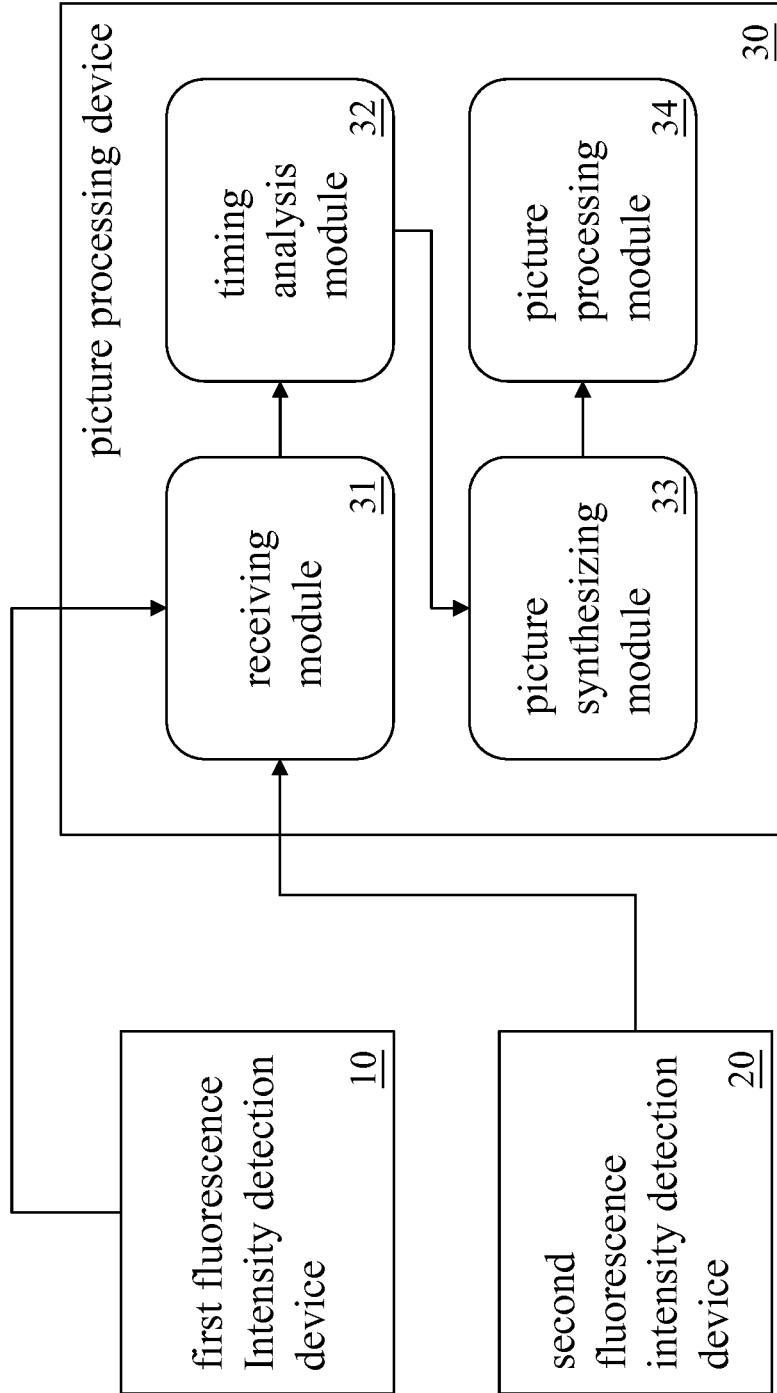 first fluorescence
Intensity detection
device
10
second
fluorescence
intensity detection
device
20
picture processing device
receiving
module
31
timing
analysis
module
32
picture
synthesizing
module
33
picture
processing
module
34
30